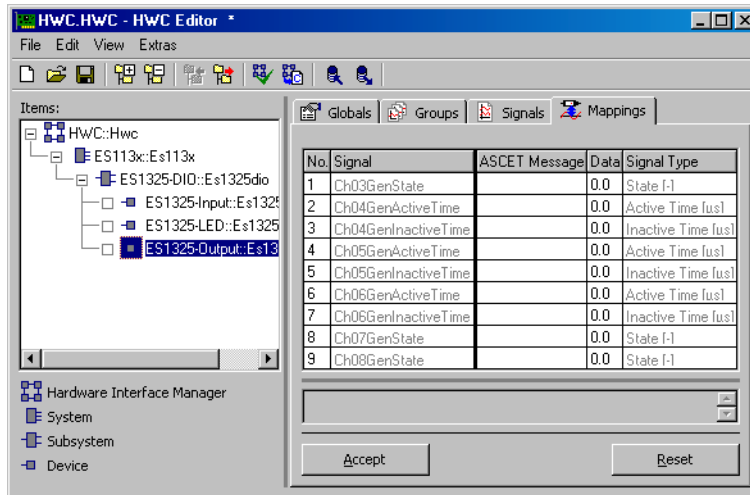 HWC.HWC - HWC Editor *
File Edit View Extras
Items:
HWC::Hwc
ES113x::Es113x
ES1325-DIO::Es1325dio
ES1325-Input::Es132
ES1325-LED::Es1325
ES1325-Output::Es13
Hardware Interface Manager
System
Subsystem
Device
Globals Groups Signals Mappings
No. Signal ASCET Message Data Signal Type
1 Ch03GenState 0.0 State [-]
2 Ch04GenActiveTime 0.0 Active Time [us]
3 Ch04GenInactiveTime 0.0 Inactive Time [us]
4 Ch05GenActiveTime 0.0 Active Time [us]
5 Ch05GenInactiveTime 0.0 Inactive Time [us]
6 Ch06GenActiveTime 0.0 Active Time [us]
7 Ch06GenInactiveTime 0.0 Inactive Time [us]
8 Ch07GenState 0.0 State [-]
9 Ch08GenState 0.0 State [-]
Accept Reset